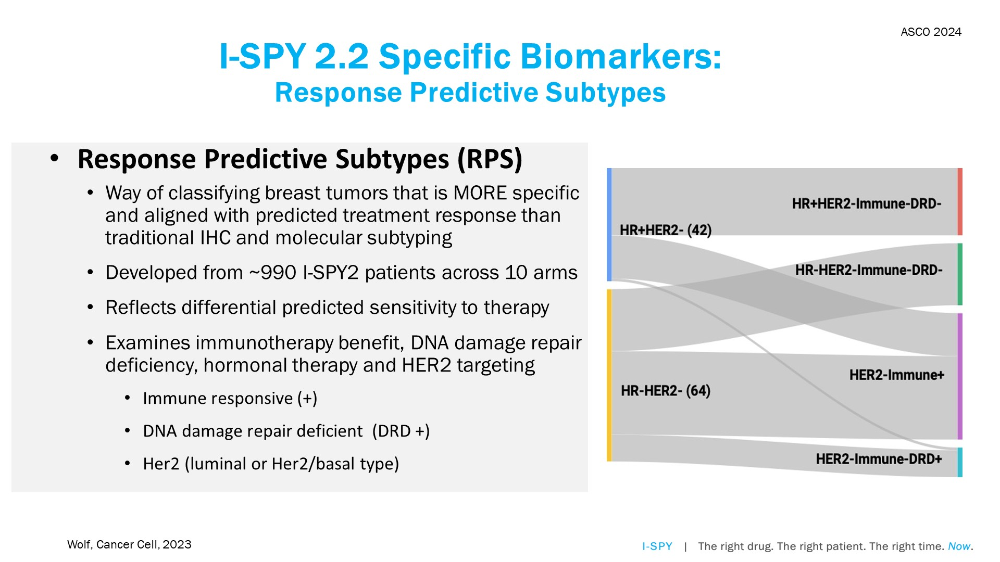 ASCO 2024
I-SPY 2.2 Specific Biomarkers:
Response Predictive Subtypes
• Response Predictive Subtypes (RPS)
• Way of classifying breast tumors that is MORE specific
and aligned with predicted treatment response than
traditional IHC and molecular subtyping
• Developed from ~990 I-SPY2 patients across 10 arms
• Reflects differential predicted sensitivity to therapy
• Examines immunotherapy benefit, DNA damage repair
deficiency, hormonal therapy and HER2 targeting
• Immune responsive (+)
• DNA damage repair deficient (DRD +)
• Her2 (luminal or Her2/basal type)
HR+HER2- (42)
HR-HER2- (64)
HR+HER2-Immune-DRD-
HR-HER2-Immune-DRD-
HER2-Immune+
HER2-Immune-DRD+
Wolf, Cancer Cell, 2023
I-SPY | The right drug. The right patient. The right time. Now.